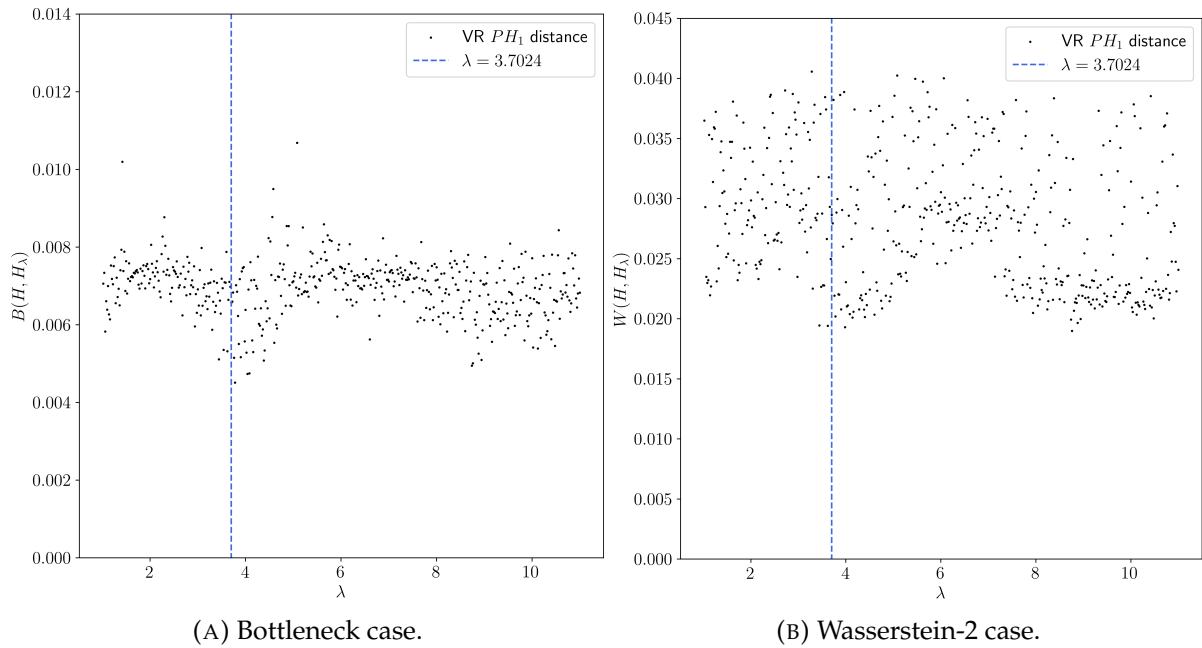 0.014
0.012
0.010
0.008
0.006
0.004
0.002
0.000
B(H, H_λ)
VR PH₁ distance
λ = 3.7024
2 4 6 8 10
λ
(A) Bottleneck case.
0.045
0.040
0.035
0.030
0.025
0.020
0.015
0.010
0.005
0.000
W(H, H_λ)
VR PH₁ distance
λ = 3.7024
2 4 6 8 10
λ
(B) Wasserstein-2 case.